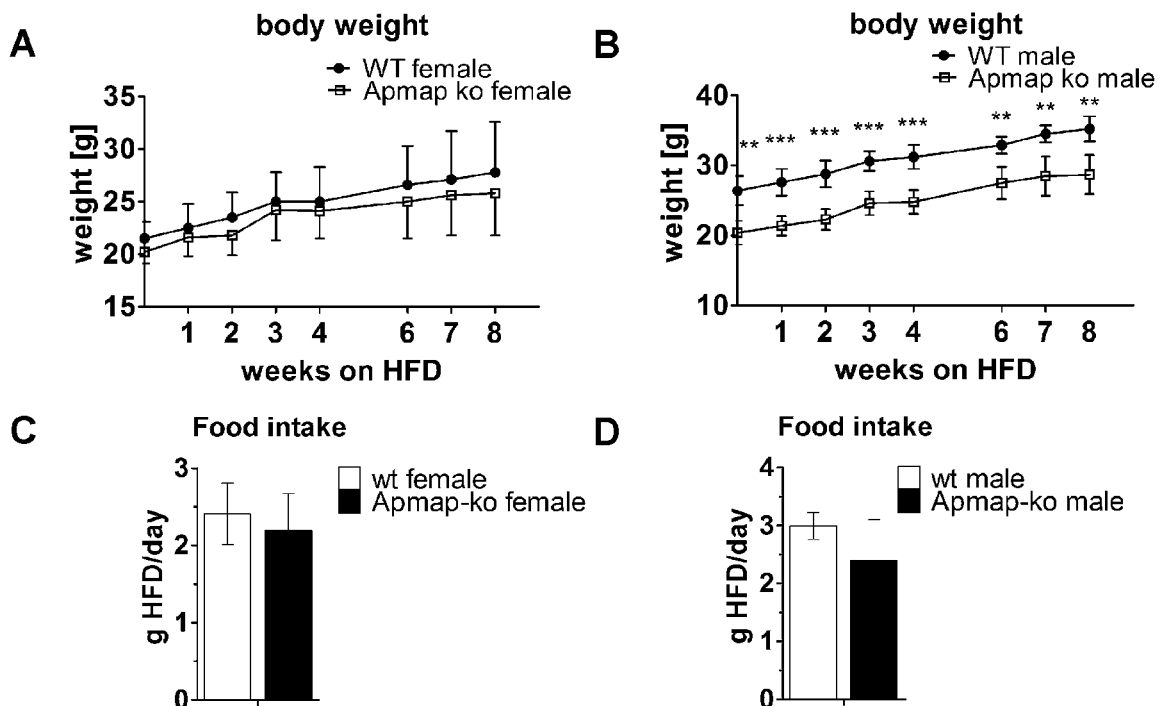 A
body weight
WT female
Apmap ko female
weight [g]
35
30
25
20
15
1 2 3 4 6 7 8
weeks on HFD
B
body weight
WT male
Apmap ko male
weight [g]
40
30
20
10
** *** *** *** *** ** ** **
1 2 3 4 6 7 8
weeks on HFD
C
Food intake
wt female
Apmap-ko female
g HFD/day
3
2
1
0
D
Food intake
wt male
Apmap-ko male
g HFD/day
4
3
2
1
0